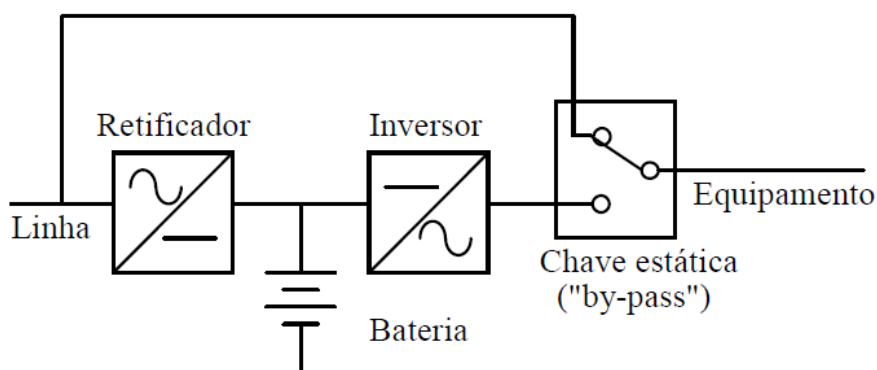 Retificador
Inversor
Linha
Equipamento
Chave estática
("by-pass")
Bateria